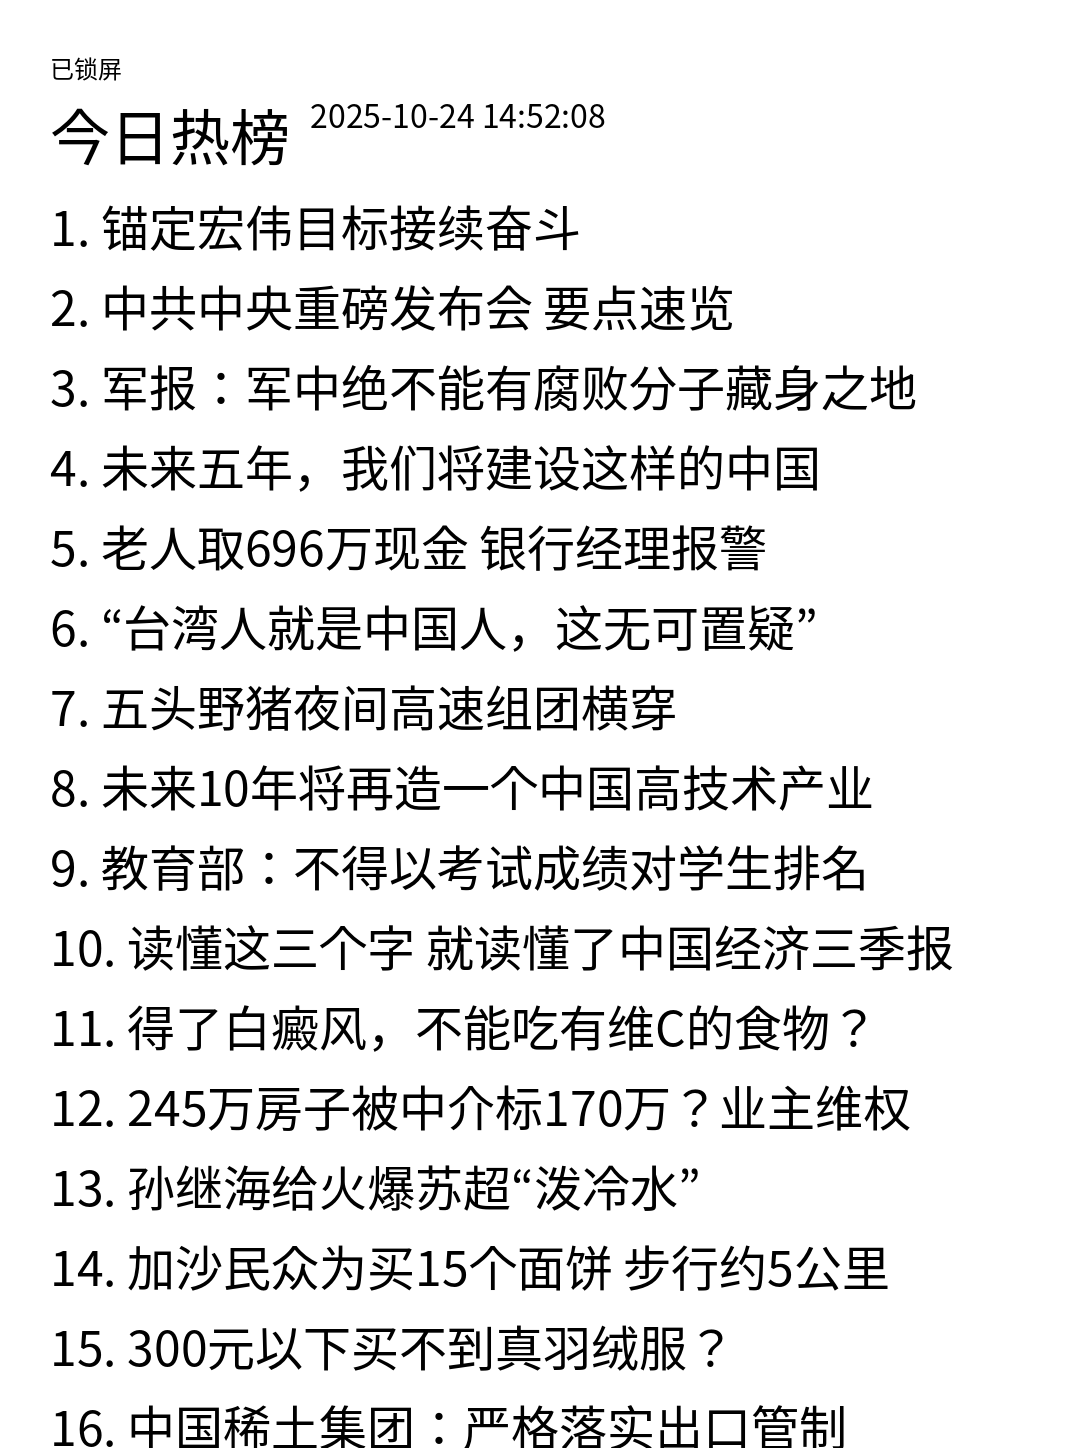 已锁屏
今日热榜 2025-10-24 14:52:08
1. 锚定宏伟目标接续奋斗
2. 中共中央重磅发布会 要点速览
3. 军报：军中绝不能有腐败分子藏身之地
4. 未来五年，我们将建设这样的中国
5. 老人取696万现金 银行经理报警
6. “台湾人就是中国人，这无可置疑”
7. 五头野猪夜间高速组团横穿
8. 未来10年将再造一个中国高技术产业
9. 教育部：不得以考试成绩对学生排名
10. 读懂这三个字 就读懂了中国经济三季报
11. 得了白癜风，不能吃有维C的食物？
12. 245万房子被中介标170万？业主维权
13. 孙继海给火爆苏超“泼冷水”
14. 加沙民众为买15个面饼 步行约5公里
15. 300元以下买不到真羽绒服？
16. 中国稀土集团：严格落实出口管制